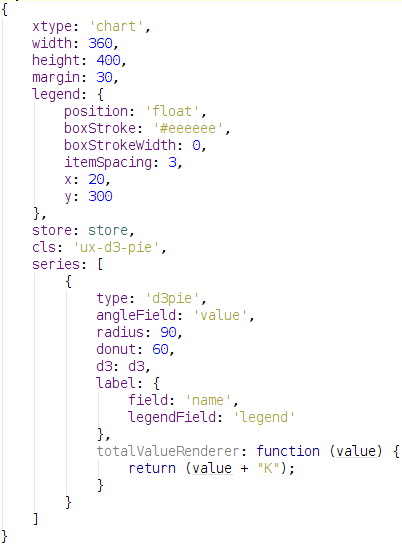 {
    xtype: 'chart',
    width: 360,
    height: 400,
    margin: 30,
    legend: {
        position: 'float',
        boxStroke: '#eeeeee',
        boxStrokeWidth: 0,
        itemSpacing: 3,
        x: 20,
        y: 300
    },
    store: store,
    cls: 'ux-d3-pie',
    series: [
        {
            type: 'd3pie',
            angleField: 'value',
            radius: 90,
            donut: 60,
            d3: d3,
            label: {
                field: 'name',
                legendField: 'legend'
            },
            totalValueRenderer: function (value) {
                return (value + "K");
            }
        }
    ]
}